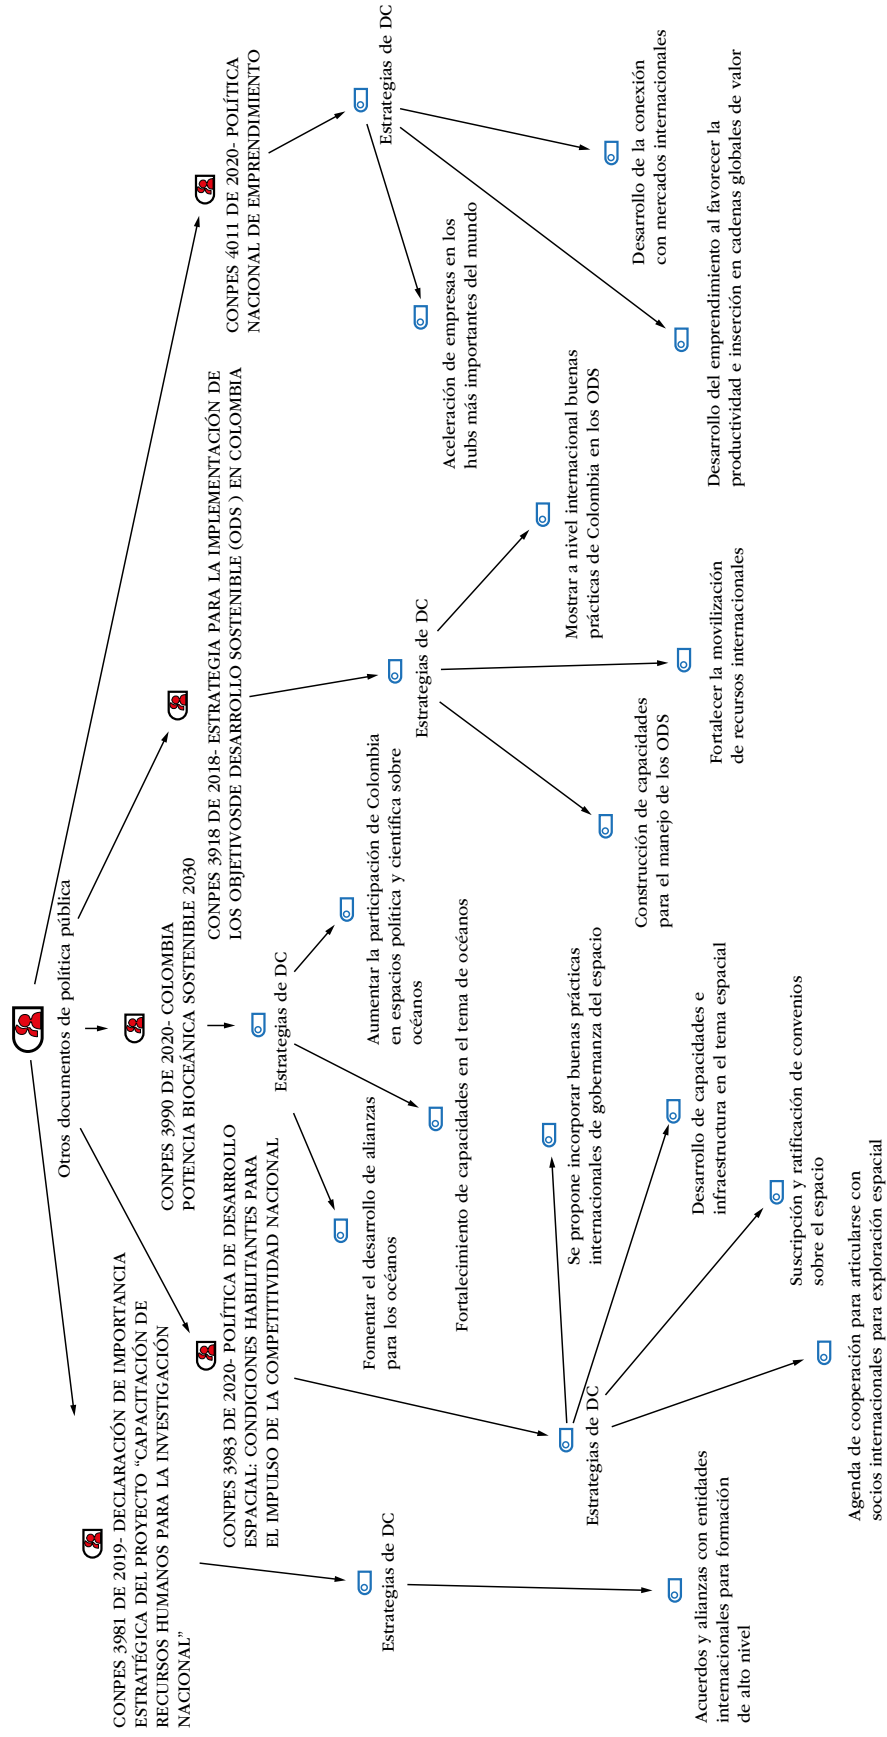 Otros documentos de política pública
CONPES 3981 DE 2019- DECLARACIÓN DE IMPORTANCIA
ESTRATÉGICA DEL PROYECTO “CAPACITACIÓN DE
RECURSOS HUMANOS PARA LA INVESTIGACIÓN
NACIONAL”
Estrategias de DC
Acuerdos y alianzas con entidades
internacionales para formación
de alto nivel
CONPES 3983 DE 2020- POLÍTICA DE DESARROLLO
ESPACIAL: CONDICIONES HABILITANTES PARA
EL IMPULSO DE LA COMPETITIVIDAD NACIONAL
Estrategias de DC
Agenda de cooperación para articularse con
socios internacionales para exploración espacial
Suscripción y ratificación de convenios
sobre el espacio
Desarrollo de capacidades e
infraestructura en el tema espacial
Se propone incorporar buenas prácticas
internacionales de gobernanza del espacio
CONPES 3990 DE 2020- COLOMBIA
POTENCIA BIOCEÁNICA SOSTENIBLE 2030
Estrategias de DC
Fomentar el desarrollo de alianzas
para los océanos
Fortalecimiento de capacidades en el tema de océanos
Aumentar la participación de Colombia
en espacios política y científica sobre
océanos
CONPES 3918 DE 2018- ESTRATEGIA PARA LA IMPLEMENTACIÓN DE
LOS OBJETIVOSDE DESARROLLO SOSTENIBLE (ODS ) EN COLOMBIA
Estrategias de DC
Construcción de capacidades
para el manejo de los ODS
Fortalecer la movilización
de recursos internacionales
Mostrar a nivel internacional buenas
prácticas de Colombia en los ODS
CONPES 4011 DE 2020- POLÍTICA
NACIONAL DE EMPRENDIMIENTO
Estrategias de DC
Aceleración de empresas en los
hubs más importantes del mundo
Desarrollo del emprendimiento al favorecer la
productividad e inserción en cadenas globales de valor
Desarrollo de la conexión
con mercados internacionales